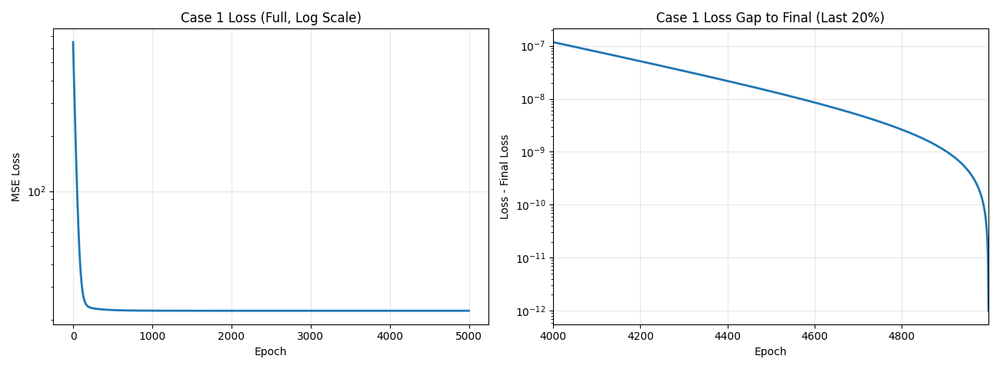 Case 1 Loss (Full, Log Scale)
MSE Loss
10²
0 1000 2000 3000 4000 5000
Epoch
Case 1 Loss Gap to Final (Last 20%)
Loss - Final Loss
10⁻⁷
10⁻⁸
10⁻⁹
10⁻¹⁰
10⁻¹¹
10⁻¹²
4000 4200 4400 4600 4800
Epoch